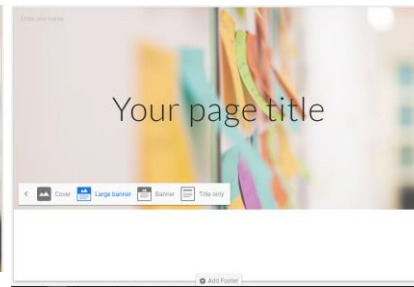 Enter site name
Your page title
Cover Large banner Banner Title only
Add Footer